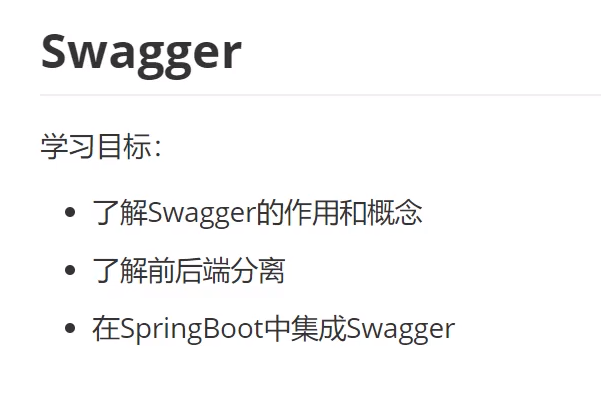 Swagger
学习目标：
了解Swagger的作用和概念
了解前后端分离
在SpringBoot中集成Swagger